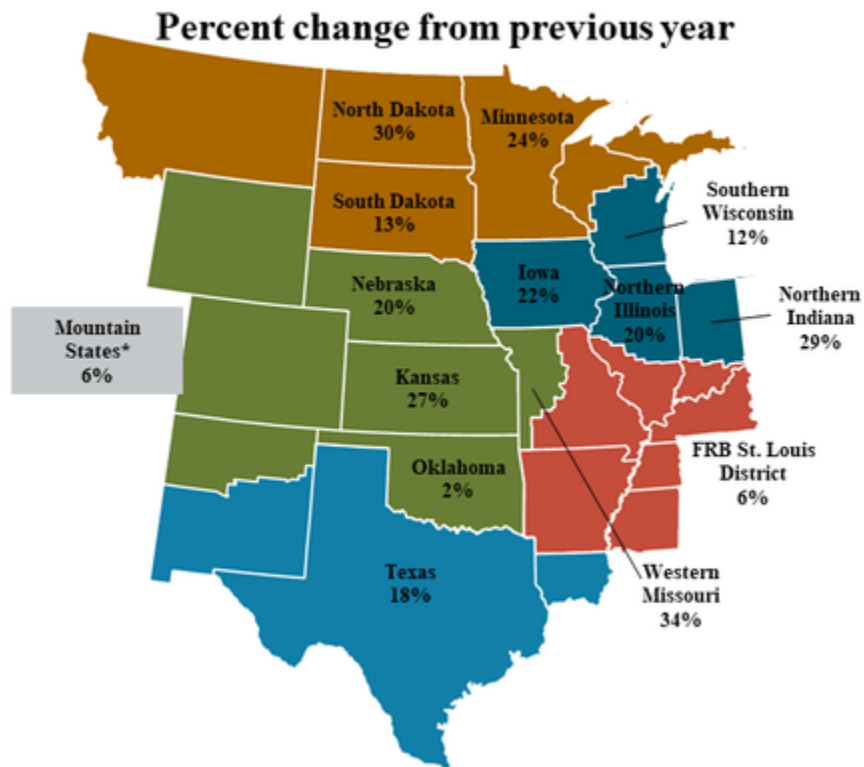 Percent change from previous year
North Dakota
30%
Minnesota
24%
South Dakota
13%
Southern
Wisconsin
12%
Nebraska
20%
Iowa
22%
Northern
Illinois
20%
Northern
Indiana
29%
Mountain
States*
6%
Kansas
27%
Oklahoma
2%
FRB St. Louis
District
6%
Texas
18%
Western
Missouri
34%